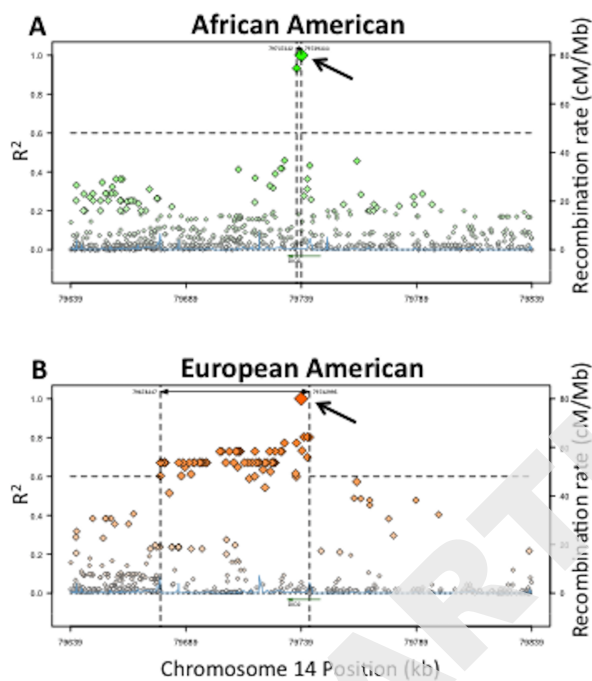 A African American
1.0
0.8
0.6
0.4
0.2
0.0
R²
80
60
40
20
0
Recombination rate (cM/Mb)
79639 79689 79739 79789 79839
B European American
1.0
0.8
0.6
0.4
0.2
0.0
R²
80
60
40
20
0
Recombination rate (cM/Mb)
79639 79689 79739 79789 79839
Chromosome 14 Position (kb)